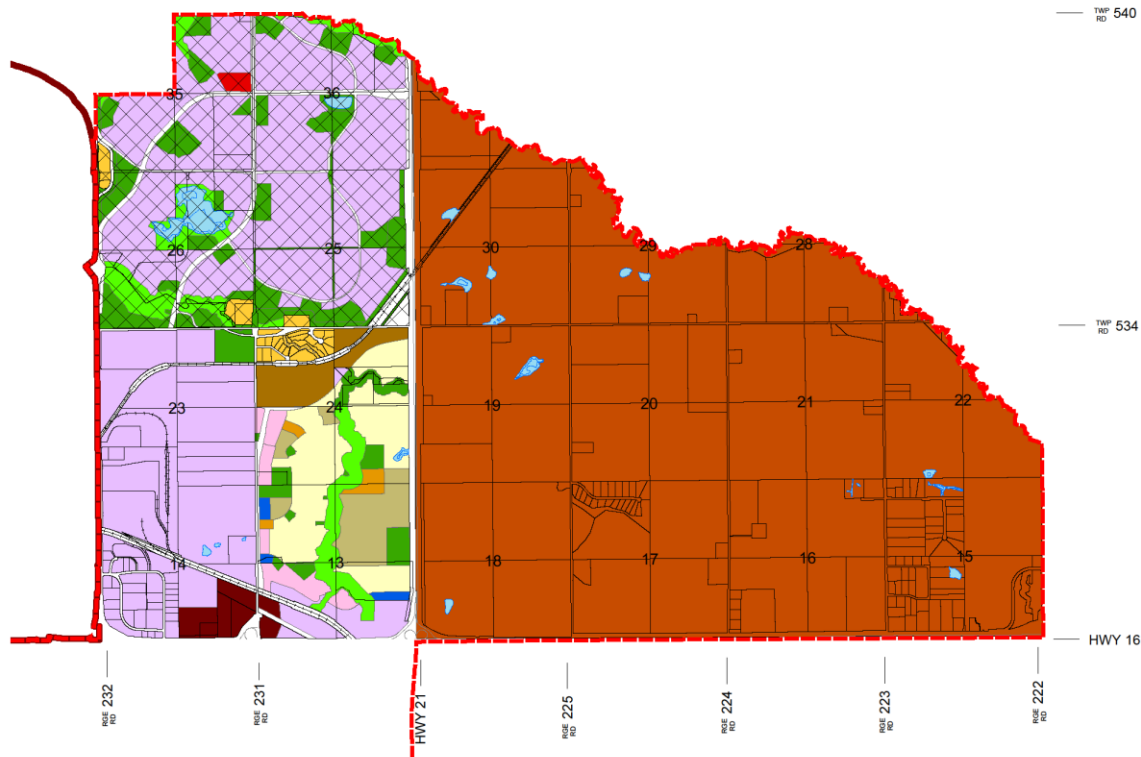 TWP
RD 540
35
36
26
25
30
29
28
TWP
RD 534
23
24
19
20
21
22
14
13
18
17
16
15
HWY 16
RGE
RD 232
RGE
RD 231
HWY 21
RGE
RD 225
RGE
RD 224
RGE
RD 223
RGE
RD 222